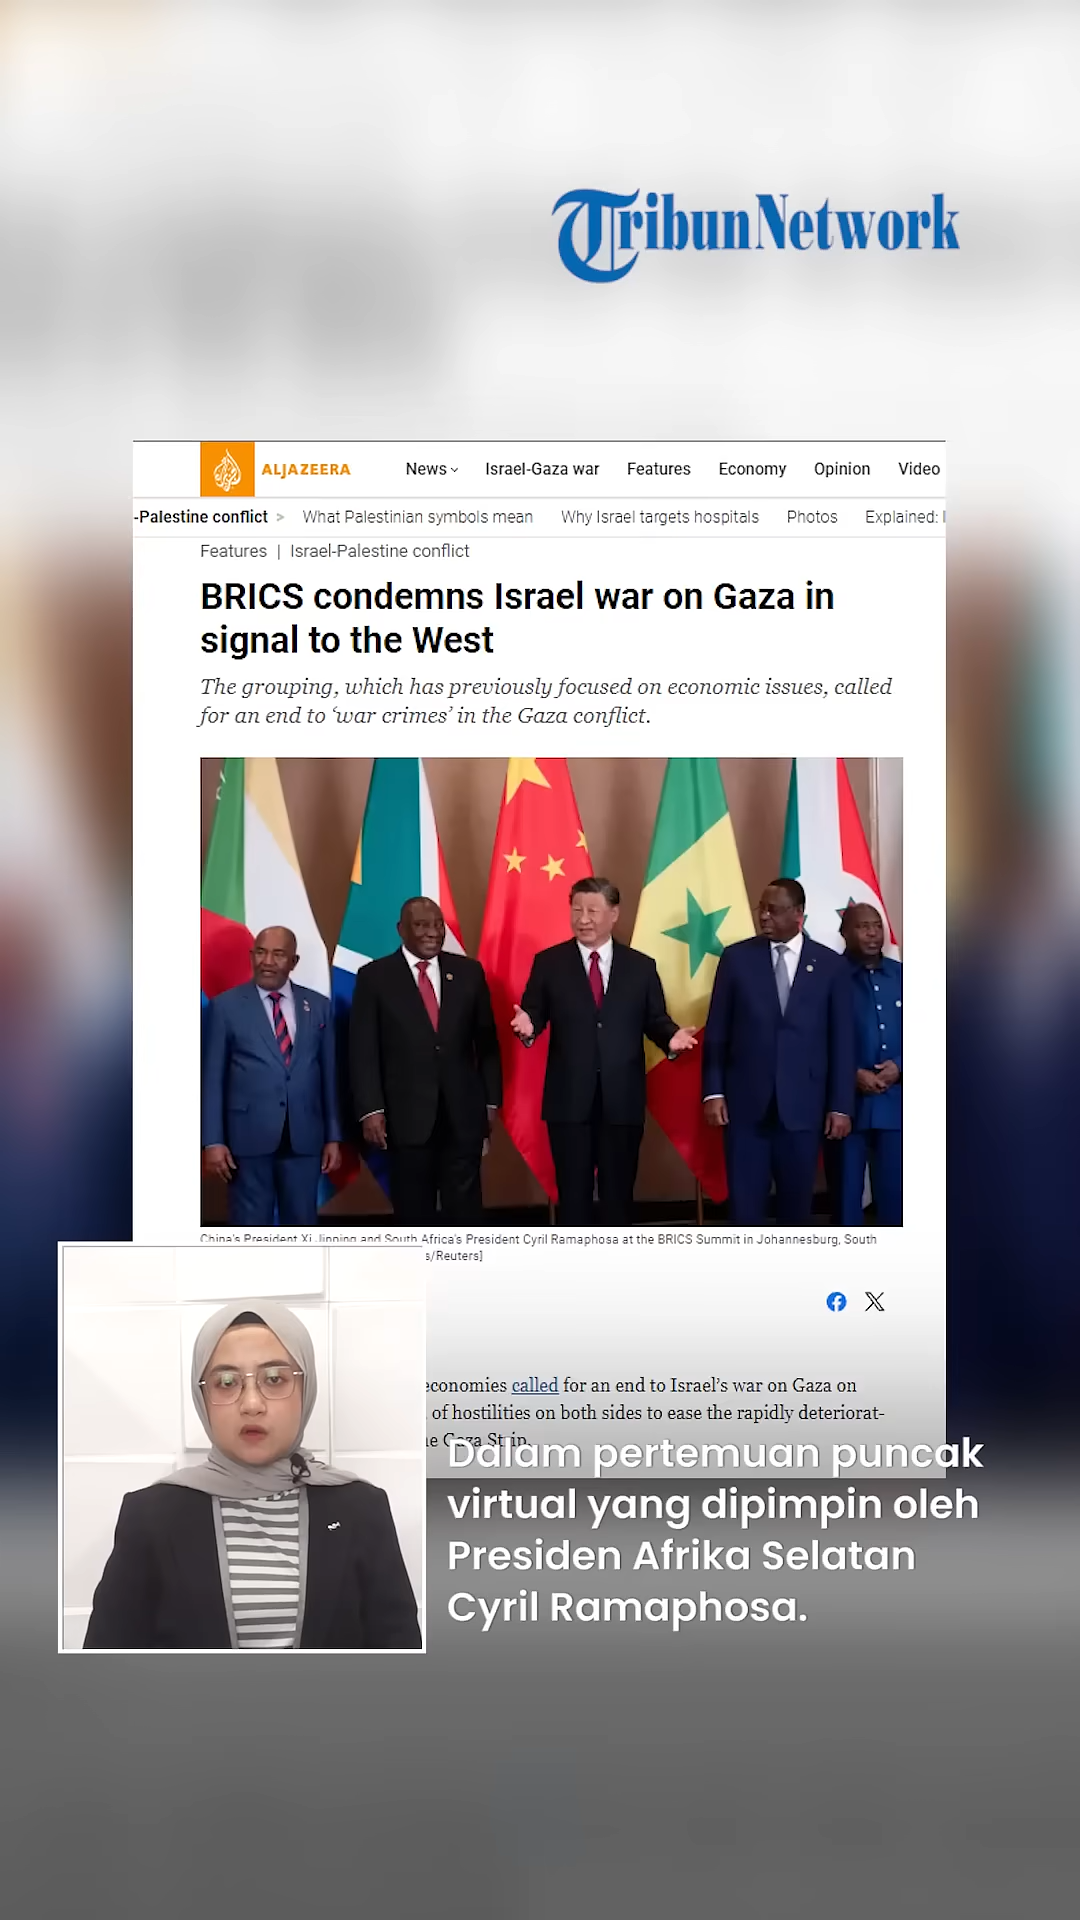 TribunNetwork
ALJAZEERA News Israel-Gaza war Features Economy Opinion Video
-Palestine conflict > What Palestinian symbols mean Why Israel targets hospitals Photos Explained:
Features | Israel-Palestine conflict
BRICS condemns Israel war on Gaza in
signal to the West
The grouping, which has previously focused on economic issues, called
for an end to ‘war crimes’ in the Gaza conflict.
China's President Xi Jinping and South Africa's President Cyril Ramaphosa at the BRICS Summit in Johannesburg, South
s/Reuters]
economies called for an end to Israel’s war on Gaza on
of hostilities on both sides to ease the rapidly deteriorat-
Gaza Strip.
Dalam pertemuan puncak
virtual yang dipimpin oleh
Presiden Afrika Selatan
Cyril Ramaphosa.